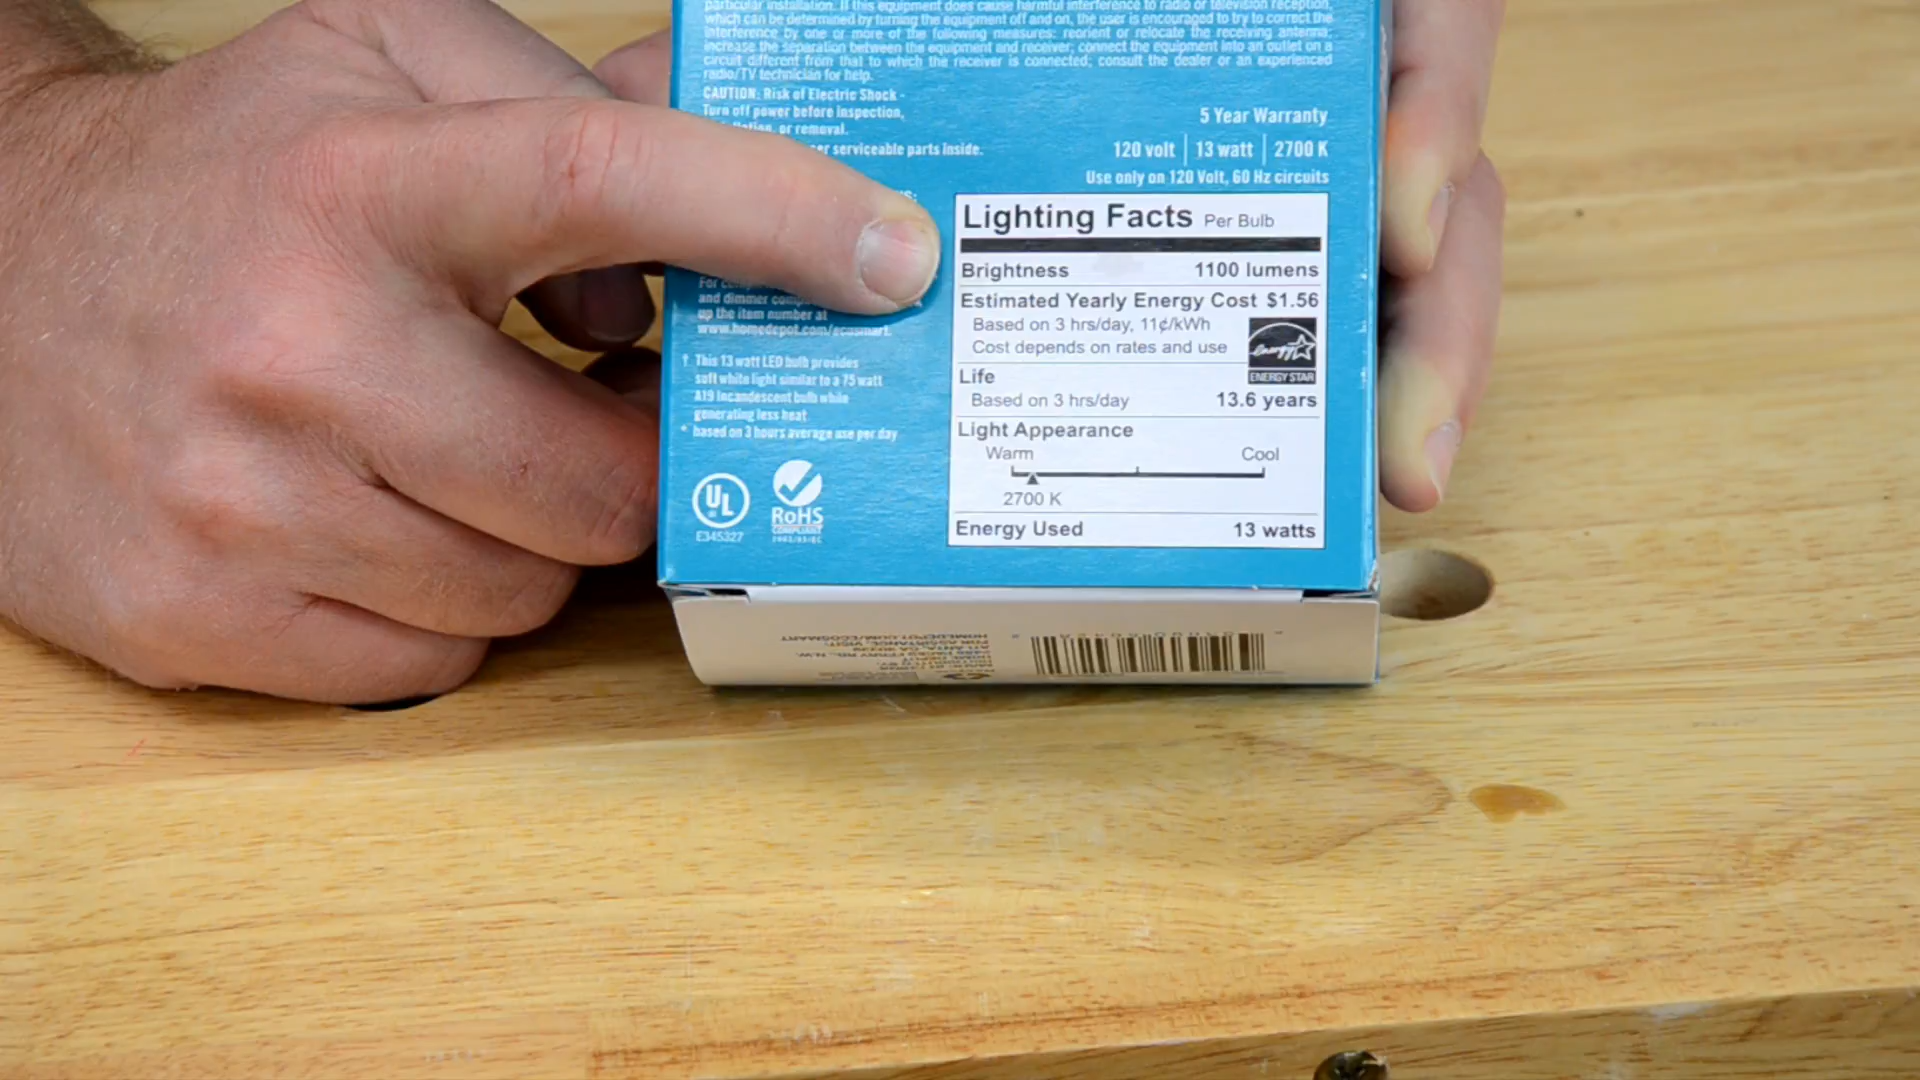 particular installation. If this equipment does cause harmful interference to radio or television reception,
which can be determined by turning the equipment off and on, the user is encouraged to try to correct the
interference by one or more of the following measures: reorient or relocate the receiving antenna;
increase the separation between the equipment and receiver; connect the equipment into an outlet on a
circuit different from that to which the receiver is connected; consult the dealer or an experienced
radio/TV technician for help.
CAUTION: Risk of Electric Shock -
Turn off power before inspection,
or removal.
serviceable parts inside.
5 Year Warranty
120 volt | 13 watt | 2700 K
Use only on 120 Volt, 60 Hz circuits
For
and dimmer
up the item number at
www.homedepot.com/ecosmart.
† This 13 watt LED bulb provides
soft white light similar to a 75 watt
A19 incandescent bulb while
generating less heat
* based on 3 hours average use per day
UL
E345327
RoHS
COMPLIANT
Lighting Facts Per Bulb
Brightness 1100 lumens
Estimated Yearly Energy Cost $1.56
Based on 3 hrs/day, 11¢/kWh
Cost depends on rates and use
energy
ENERGY STAR
Life
Based on 3 hrs/day 13.6 years
Light Appearance
Warm Cool
2700 K
Energy Used 13 watts
HOMEDEPOT.COM/ECOSMART
FOR ASSISTANCE, VISIT: